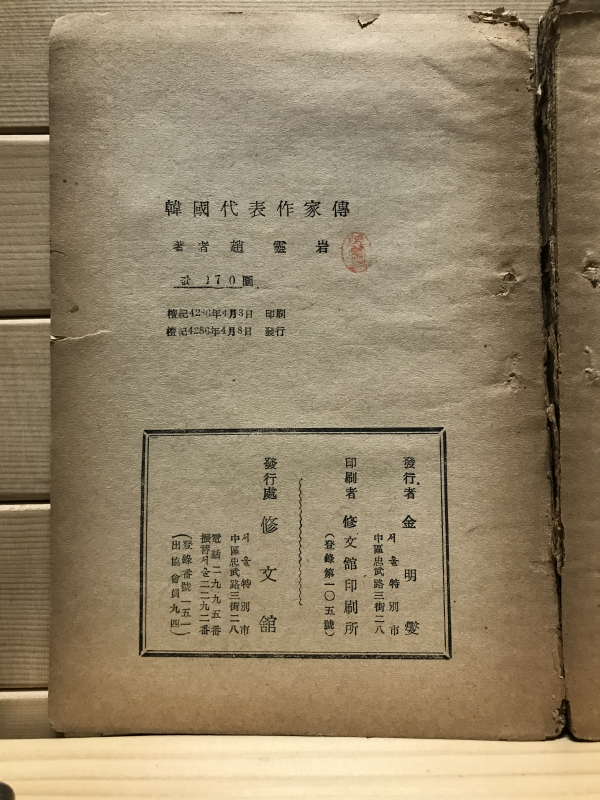 韓國代表作家傳
著者 趙靈岩
값 170圜
檀記4286年4月3日 印刷
檀記4286年4月8日 發行
發行者 金明燮
서울特別市
中區忠武路三街二八
印刷者 修文館印刷所
(登錄第一〇五號)
發行處 修文館
서울特別市
中區忠武路三街二八
電話二九九五番
振替서울二二九二番
(登錄番號一五一)
(出協會員九四)